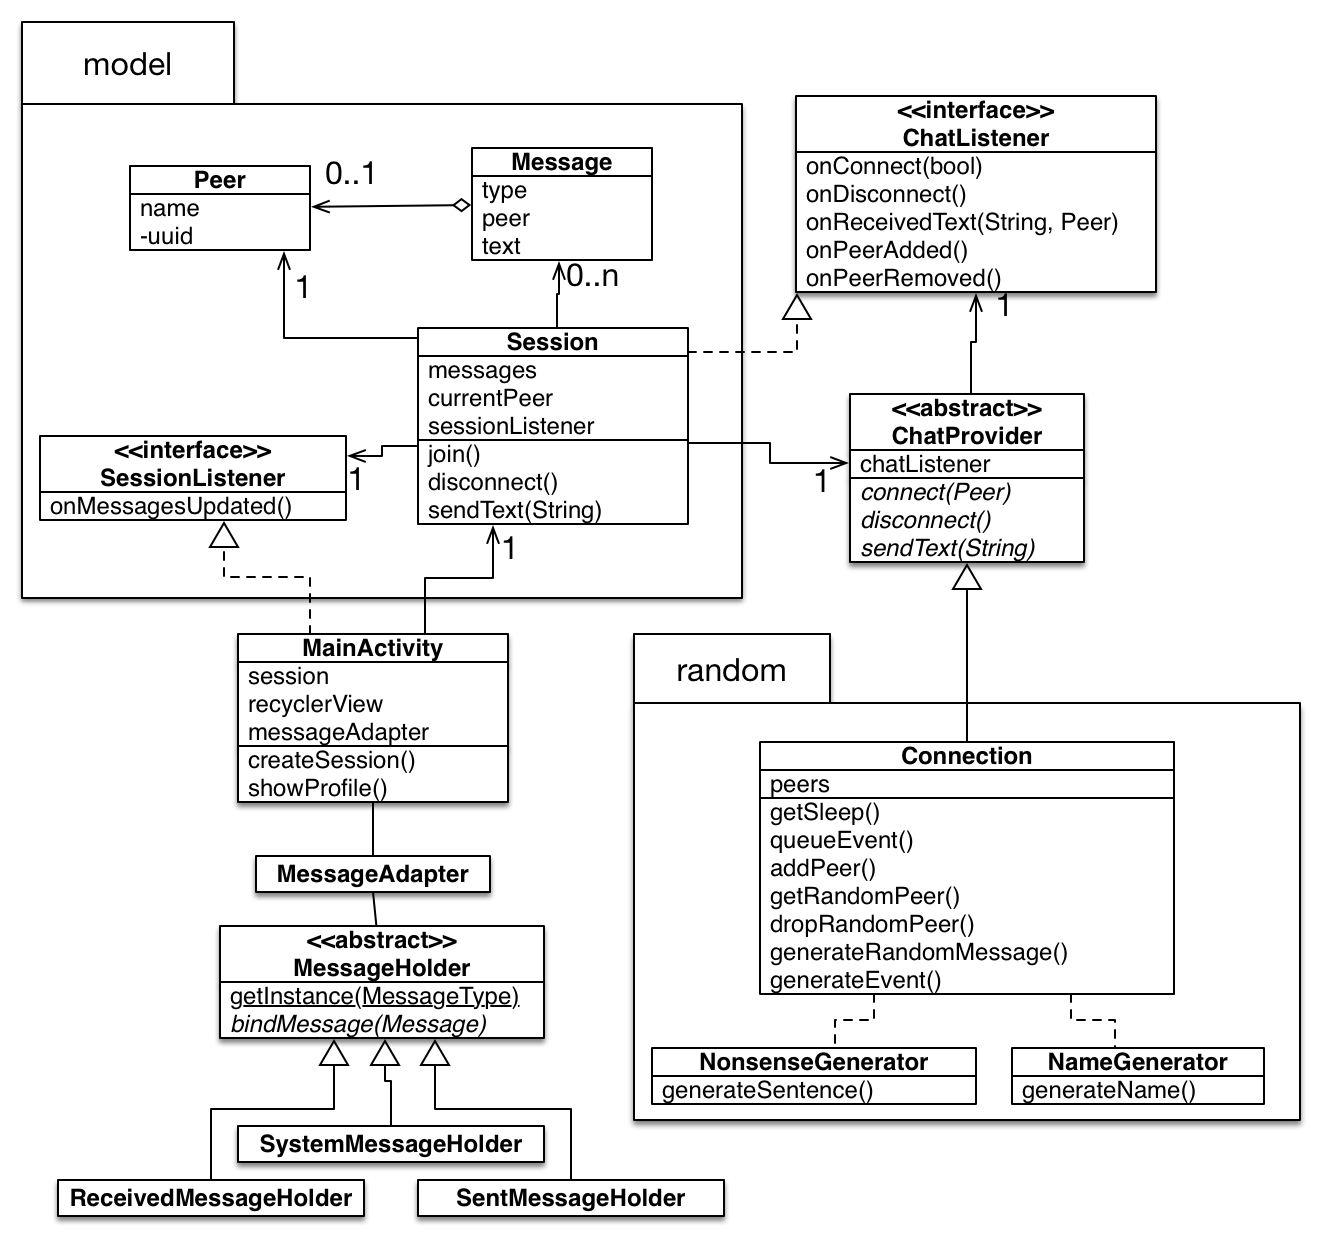 model
<<interface>>
ChatListener
onConnect(bool)
onDisconnect()
onReceivedText(String, Peer)
onPeerAdded()
onPeerRemoved()
1
Peer
name
-uuid
0..1
Message
type
peer
text
1
0..n
Session
messages
currentPeer
sessionListener
join()
disconnect()
sendText(String)
<<interface>>
SessionListener
onMessagesUpdated()
1
1
1
<<abstract>>
ChatProvider
chatListener
connect(Peer)
disconnect()
sendText(String)
MainActivity
session
recyclerView
messageAdapter
createSession()
showProfile()
MessageAdapter
<<abstract>>
MessageHolder
getInstance(MessageType)
bindMessage(Message)
SystemMessageHolder
ReceivedMessageHolder
SentMessageHolder
random
Connection
peers
getSleep()
queueEvent()
addPeer()
getRandomPeer()
dropRandomPeer()
generateRandomMessage()
generateEvent()
NonsenseGenerator
generateSentence()
NameGenerator
generateName()